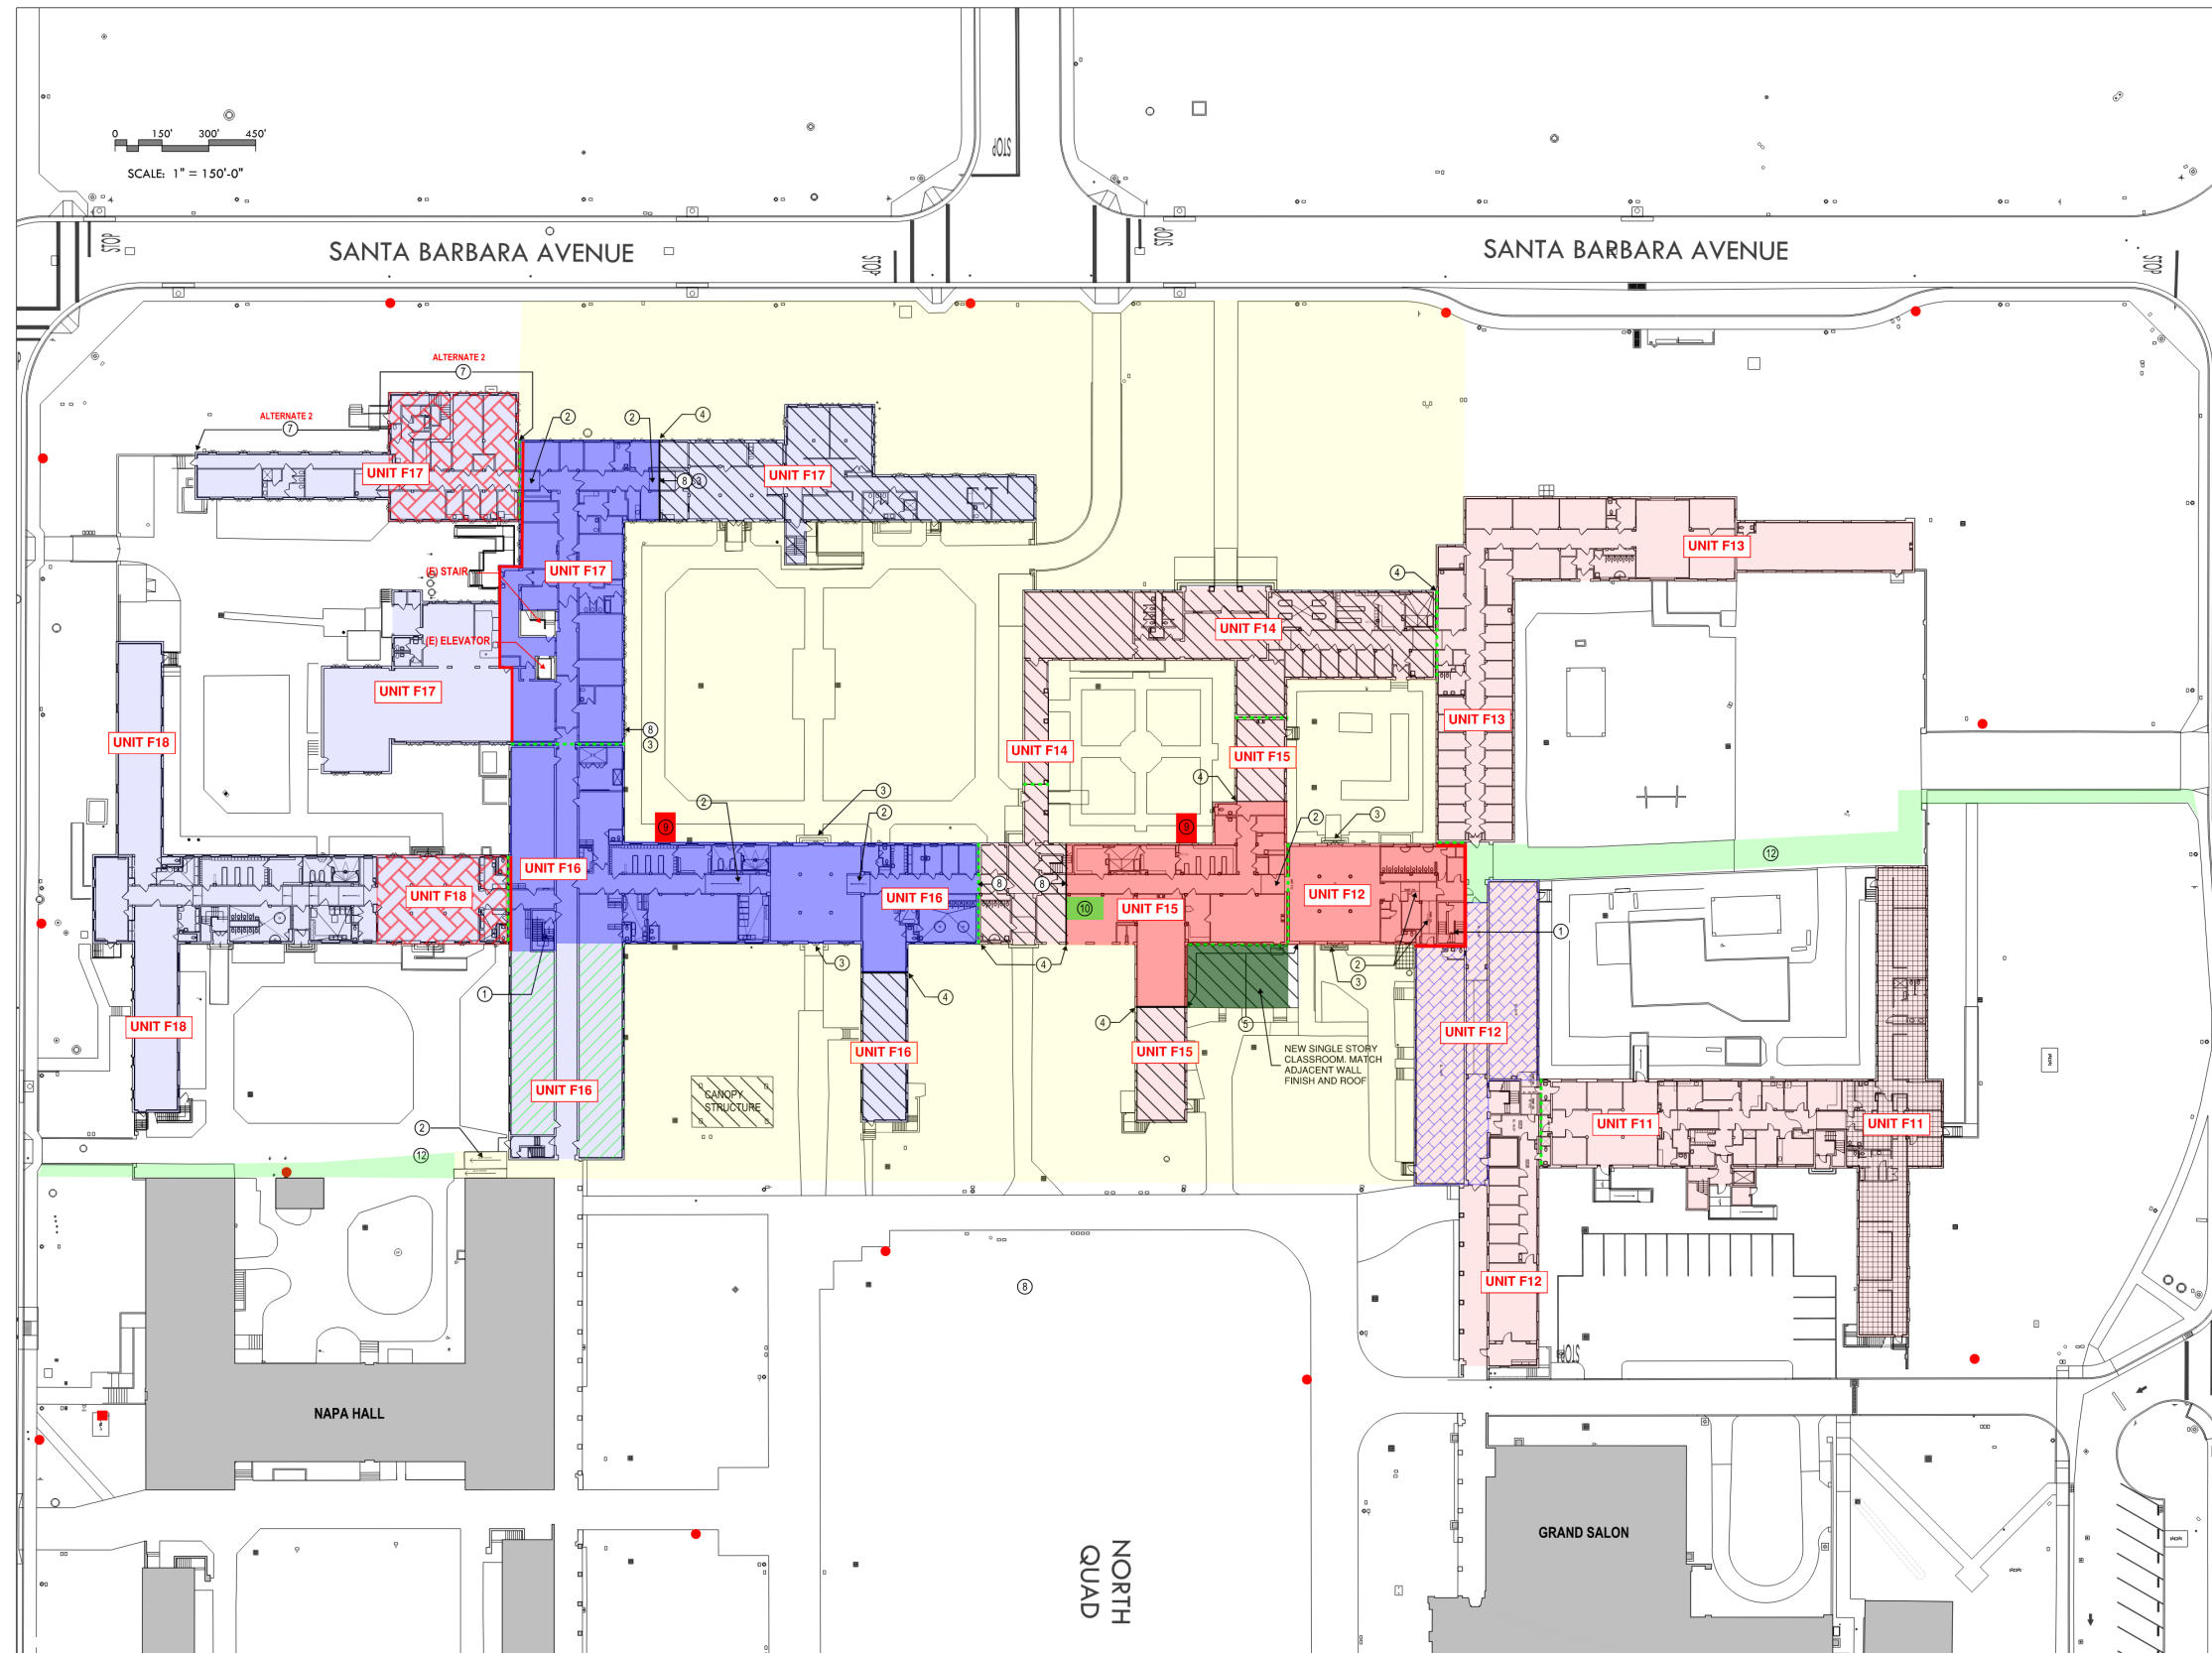 0 150' 300' 450'
SCALE: 1" = 150'-0"
STOP
STOP
STOP
STOP
STOP
SANTA BARBARA AVENUE
SANTA BARBARA AVENUE
ALTERNATE 2
7
ALTERNATE 2
7
2
2
4
UNIT F17
UNIT F17
8
3
UNIT F13
(E) STAIR
UNIT F17
4
UNIT F14
(E) ELEVATOR
UNIT F17
UNIT F13
8
3
UNIT F18
UNIT F14
UNIT F15
4
3
2
2
3
9
9
2
12
UNIT F16
UNIT F18
UNIT F16
8
8
10
UNIT F15
UNIT F12
1
3
4
2
3
1
4
4
5
UNIT F18
UNIT F12
UNIT F16
UNIT F15
NEW SINGLE STORY
CLASSROOM. MATCH
ADJACENT WALL
FINISH AND ROOF
UNIT F16
CANOPY
STRUCTURE
2
UNIT F11
UNIT F11
12
8
UNIT F12
STOP
NAPA HALL
GRAND SALON
NORTH
QUAD